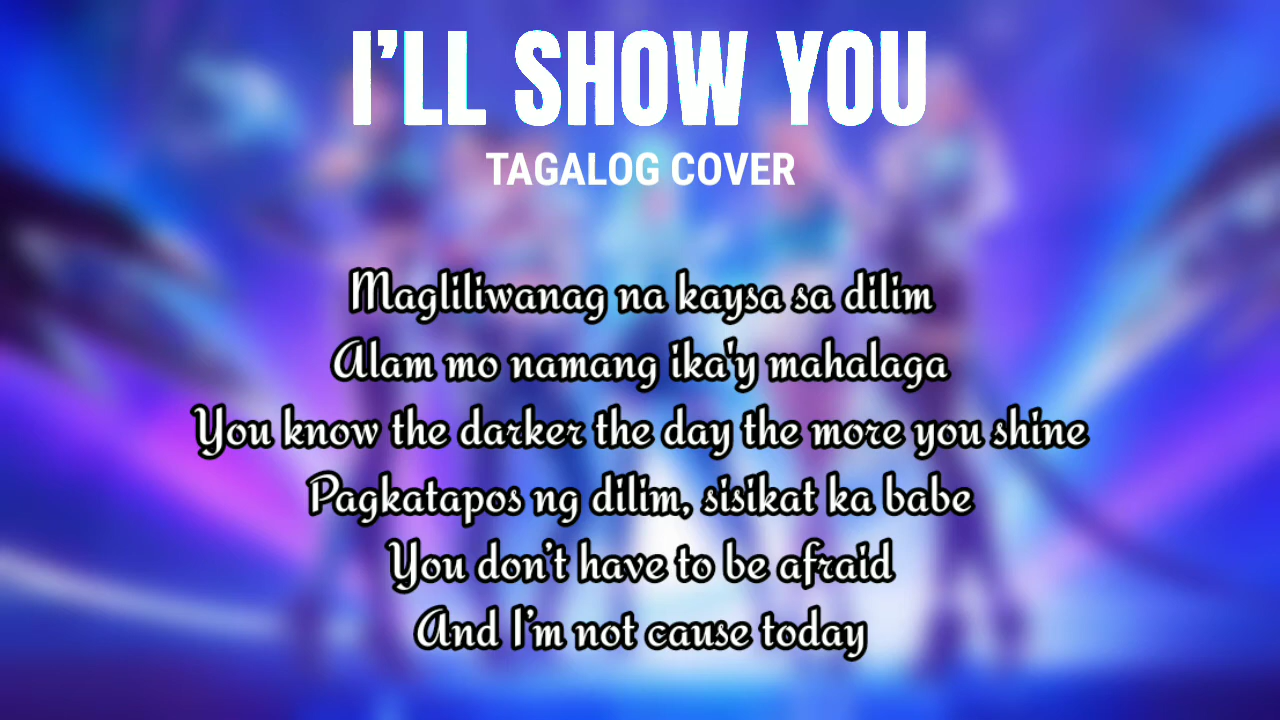 I’LL SHOW YOU
TAGALOG COVER
Magliliwanag na kaysa sa dilim
Alam mo namang ika'y mahalaga
You know the darker the day the more you shine
Pagkatapos ng dilim, sisikat ka babe
You don’t have to be afraid
And I’m not cause today